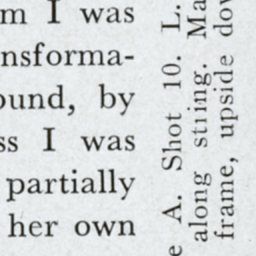 m I was
nsforma-
ound, by
ss I was
partially
her own
e A. Shot 10. L.
along string. Ma
frame, upside dov